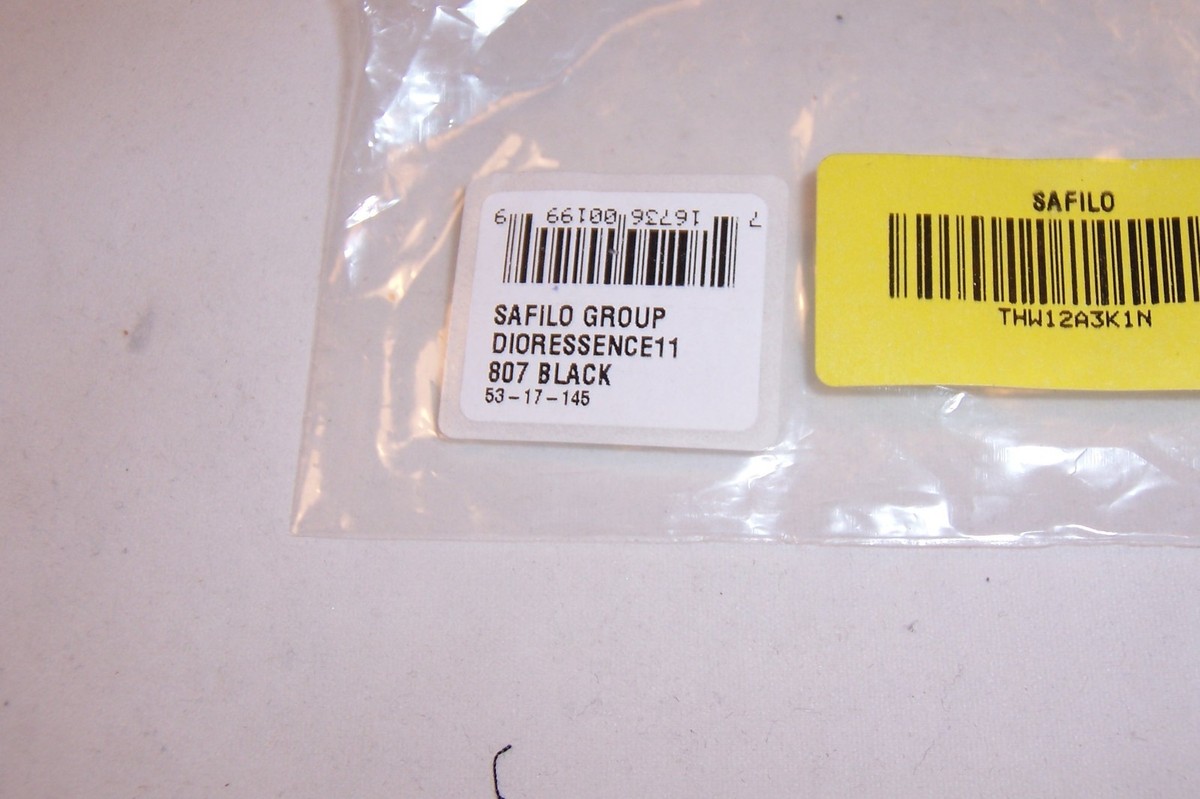 7 16736 00199 9
SAFILO GROUP
DIORESSENCE11
807 BLACK
53-17-145
SAFILO
THW12A3K1N